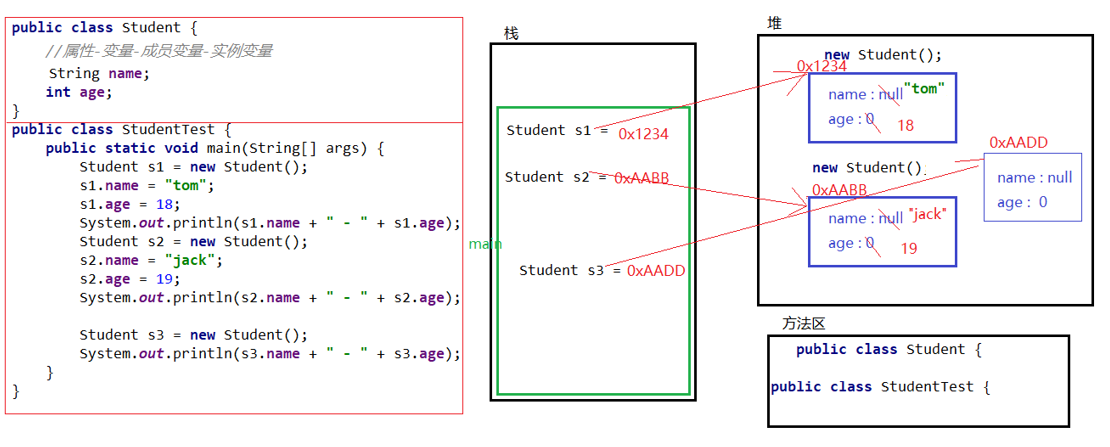 public class Student {
//属性-变量-成员变量-实例变量
String name;
int age;
}
public class StudentTest {
public static void main(String[] args) {
Student s1 = new Student();
s1.name = "tom";
s1.age = 18;
System.out.println(s1.name + " - " + s1.age);
Student s2 = new Student();
s2.name = "jack";
s2.age = 19;
System.out.println(s2.name + " - " + s2.age);
Student s3 = new Student();
System.out.println(s3.name + " - " + s3.age);
}
}
栈
main
Student s1 = 0x1234
Student s2 = 0xAABB
Student s3 = 0xAADD
堆
new Student();
0x1234
name : null "tom"
age : 0 18
new Student();
0xAABB
name : null "jack"
age : 0 19
0xAADD
name : null
age : 0
方法区
public class Student {
public class StudentTest {